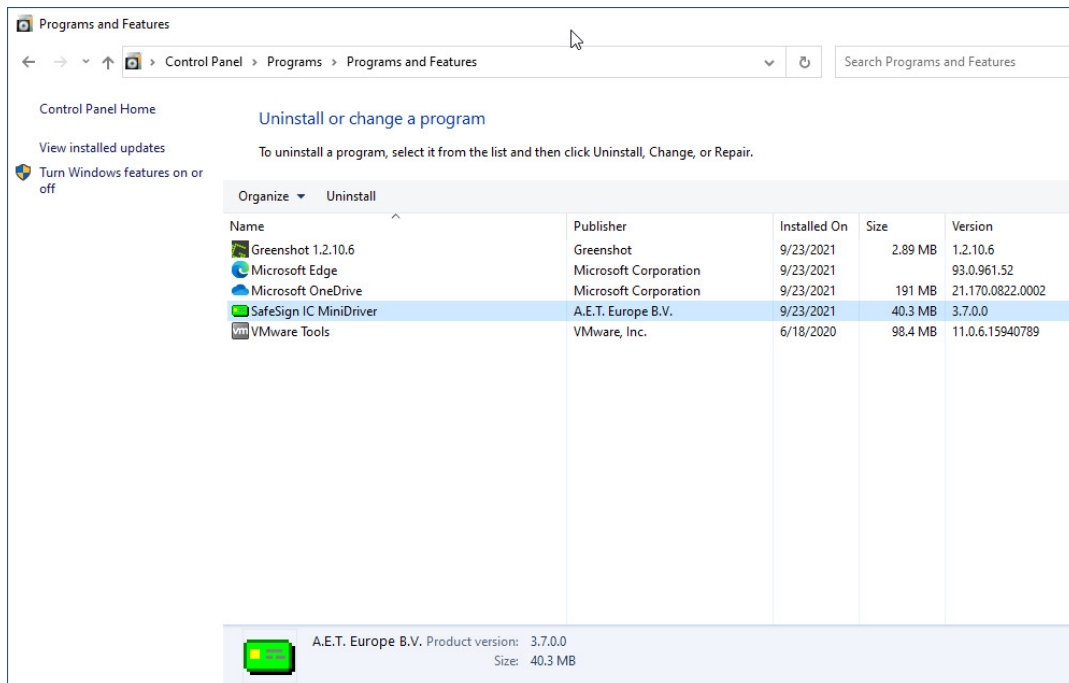 Programs and Features
Control Panel > Programs > Programs and Features
Search Programs and Features
Control Panel Home
View installed updates
Turn Windows features on or
off
Uninstall or change a program
To uninstall a program, select it from the list and then click Uninstall, Change, or Repair.
Organize Uninstall
Name Publisher Installed On Size Version
Greenshot 1.2.10.6 Greenshot 9/23/2021 2.89 MB 1.2.10.6
Microsoft Edge Microsoft Corporation 9/23/2021 93.0.961.52
Microsoft OneDrive Microsoft Corporation 9/23/2021 191 MB 21.170.0822.0002
SafeSign IC MiniDriver A.E.T. Europe B.V. 9/23/2021 40.3 MB 3.7.0.0
vm VMware Tools VMware, Inc. 6/18/2020 98.4 MB 11.0.6.15940789
A.E.T. Europe B.V. Product version: 3.7.0.0
Size: 40.3 MB